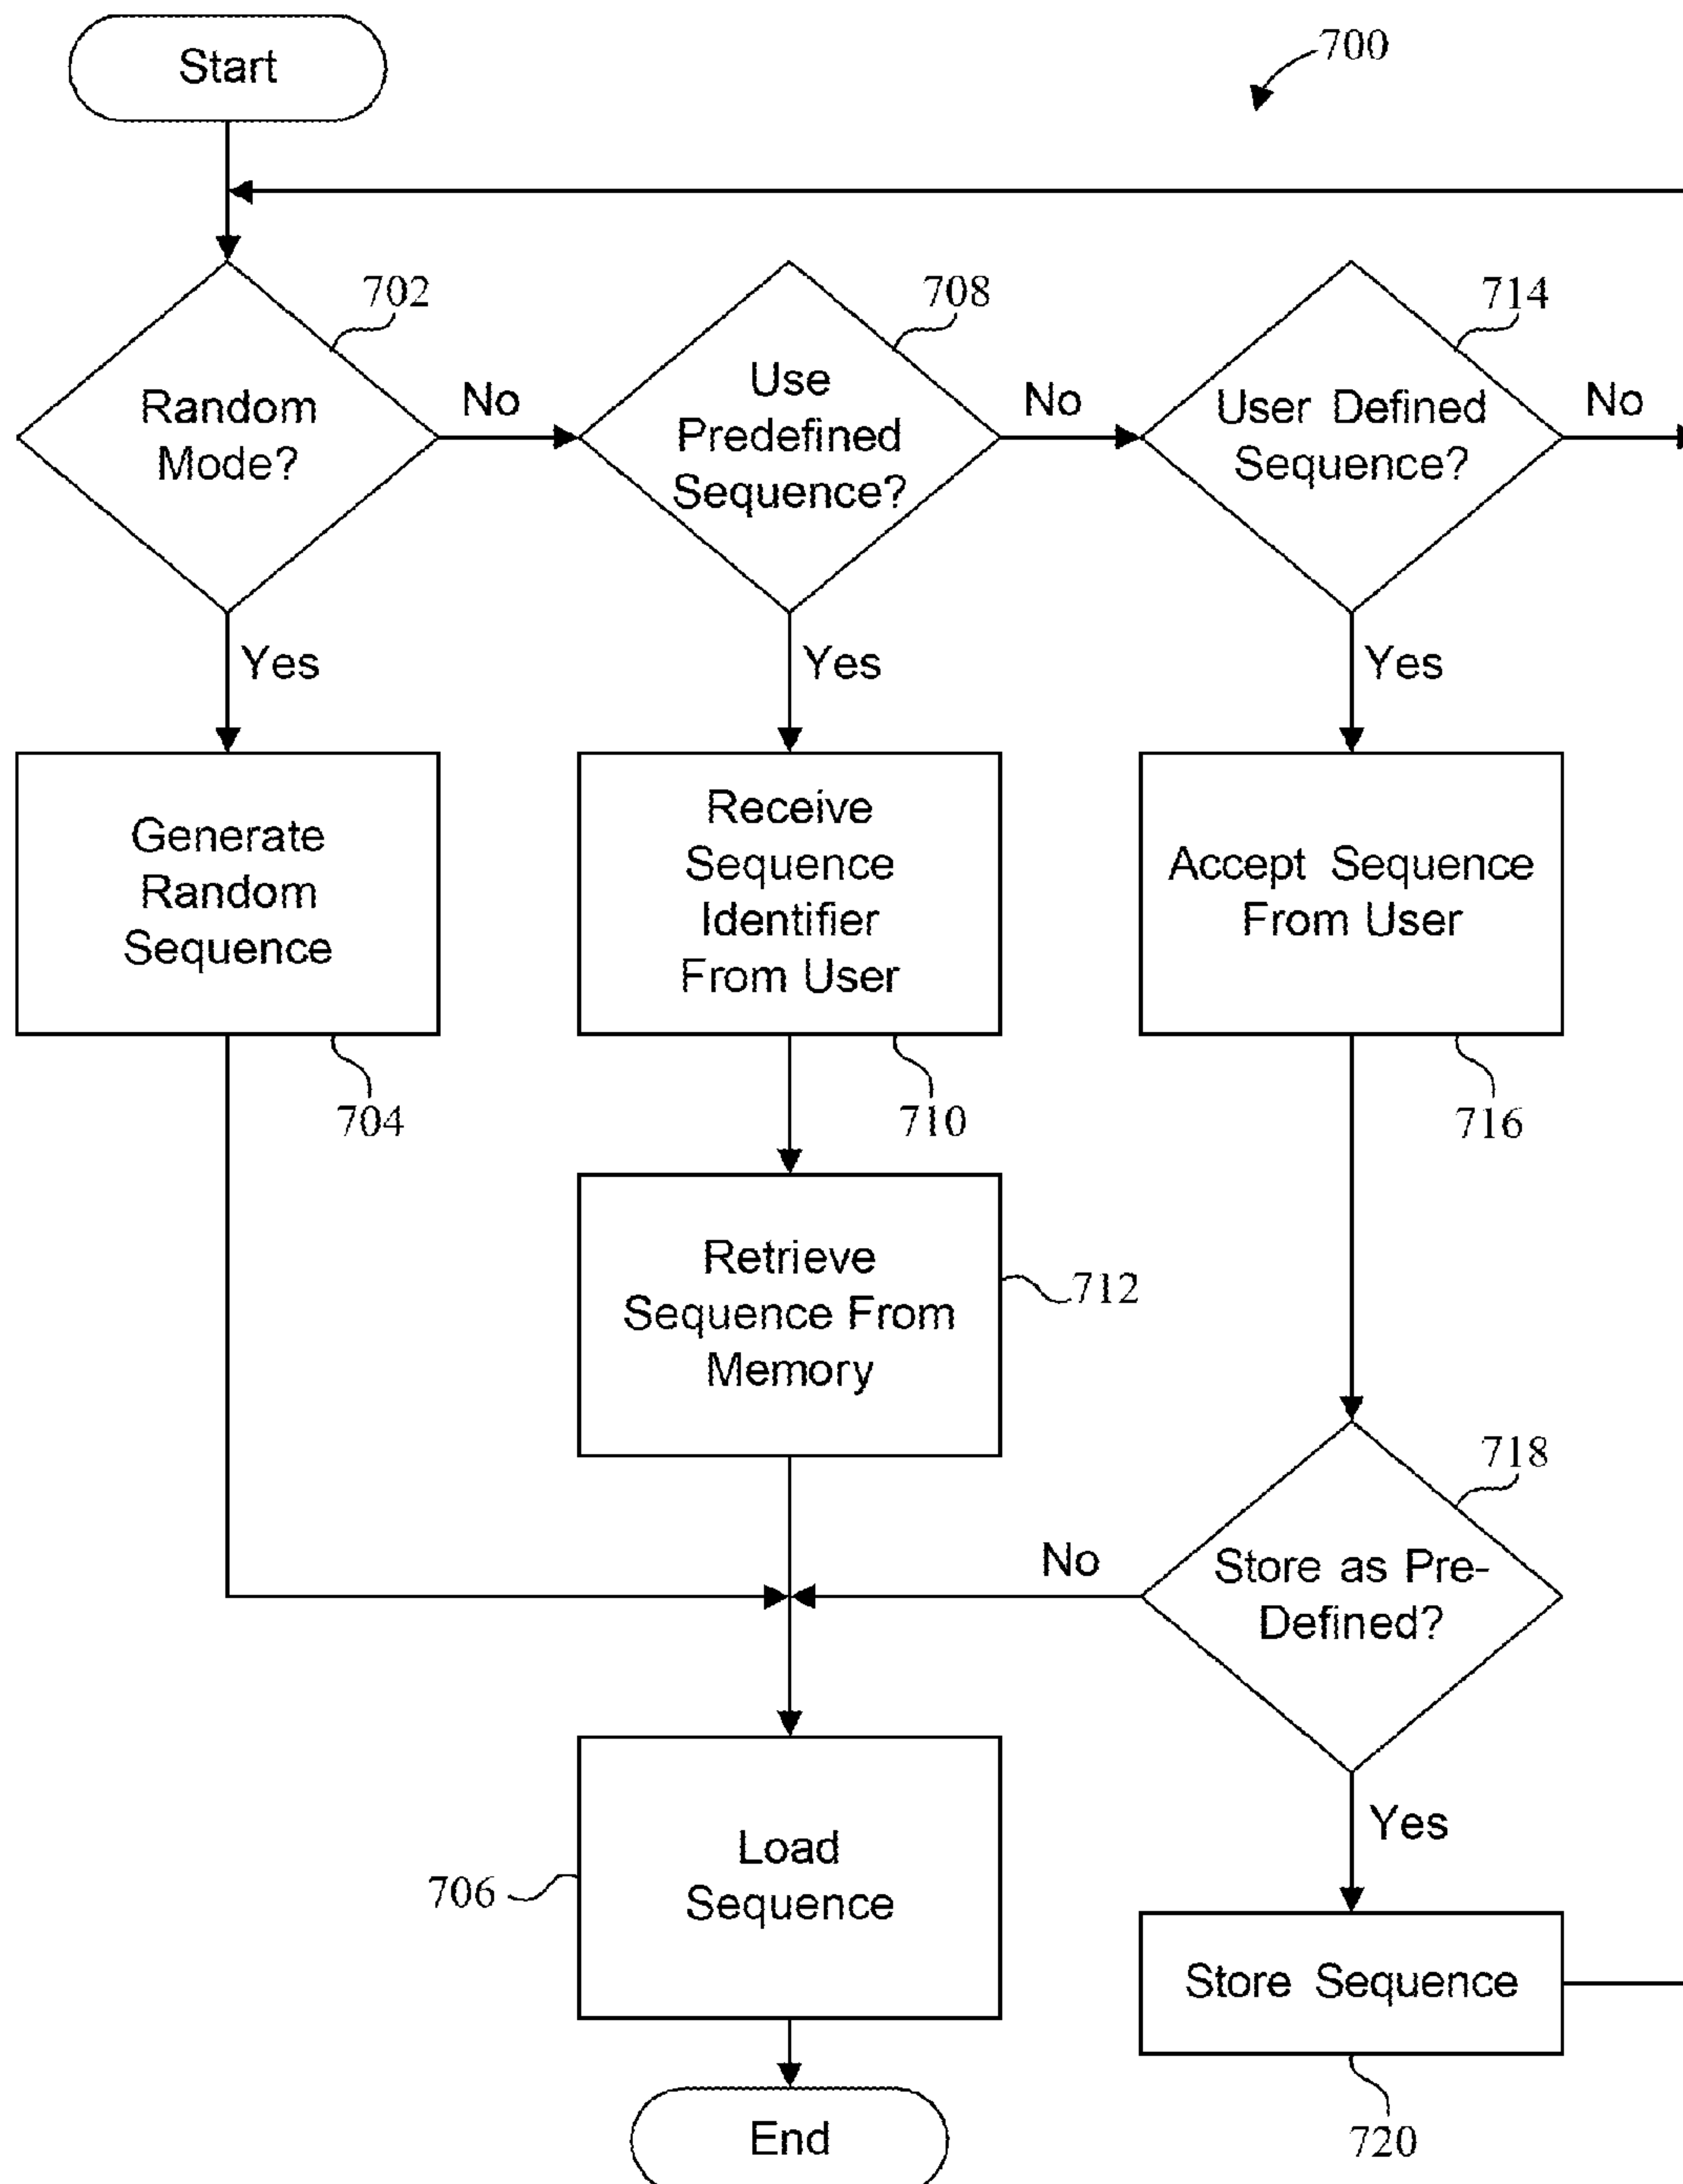 Start
700
702
708
714
Random
Mode?
No
Use
Predefined
Sequence?
No
User Defined
Sequence?
No
Yes
Yes
Yes
Generate
Random
Sequence
704
Receive
Sequence
Identifier
From User
710
Accept Sequence
From User
716
Retrieve
Sequence From
Memory
712
718
Store as Pre-
Defined?
No
Yes
Load
Sequence
706
Store Sequence
720
End